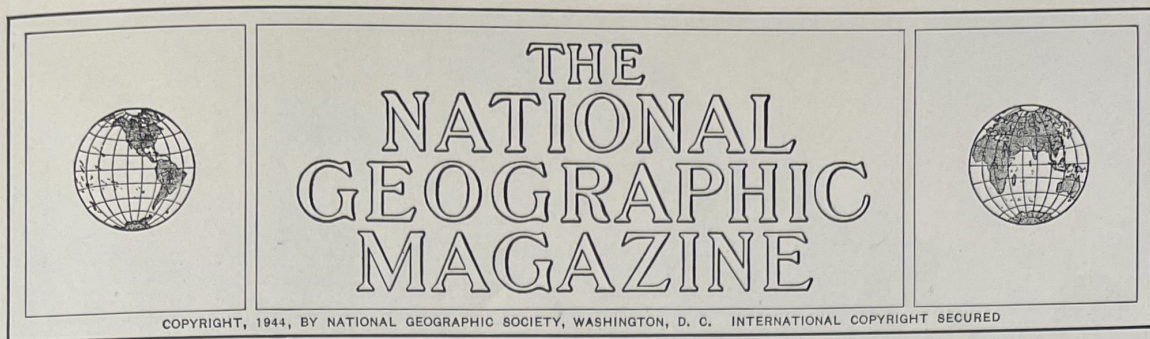 THE
NATIONAL
GEOGRAPHIC
MAGAZINE
COPYRIGHT, 1944, BY NATIONAL GEOGRAPHIC SOCIETY, WASHINGTON, D. C. INTERNATIONAL COPYRIGHT SECURED